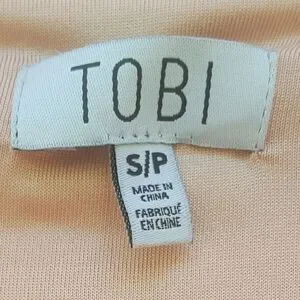 TOBI
S/P
MADE IN
CHINA
FABRIQUÉ
EN CHINE